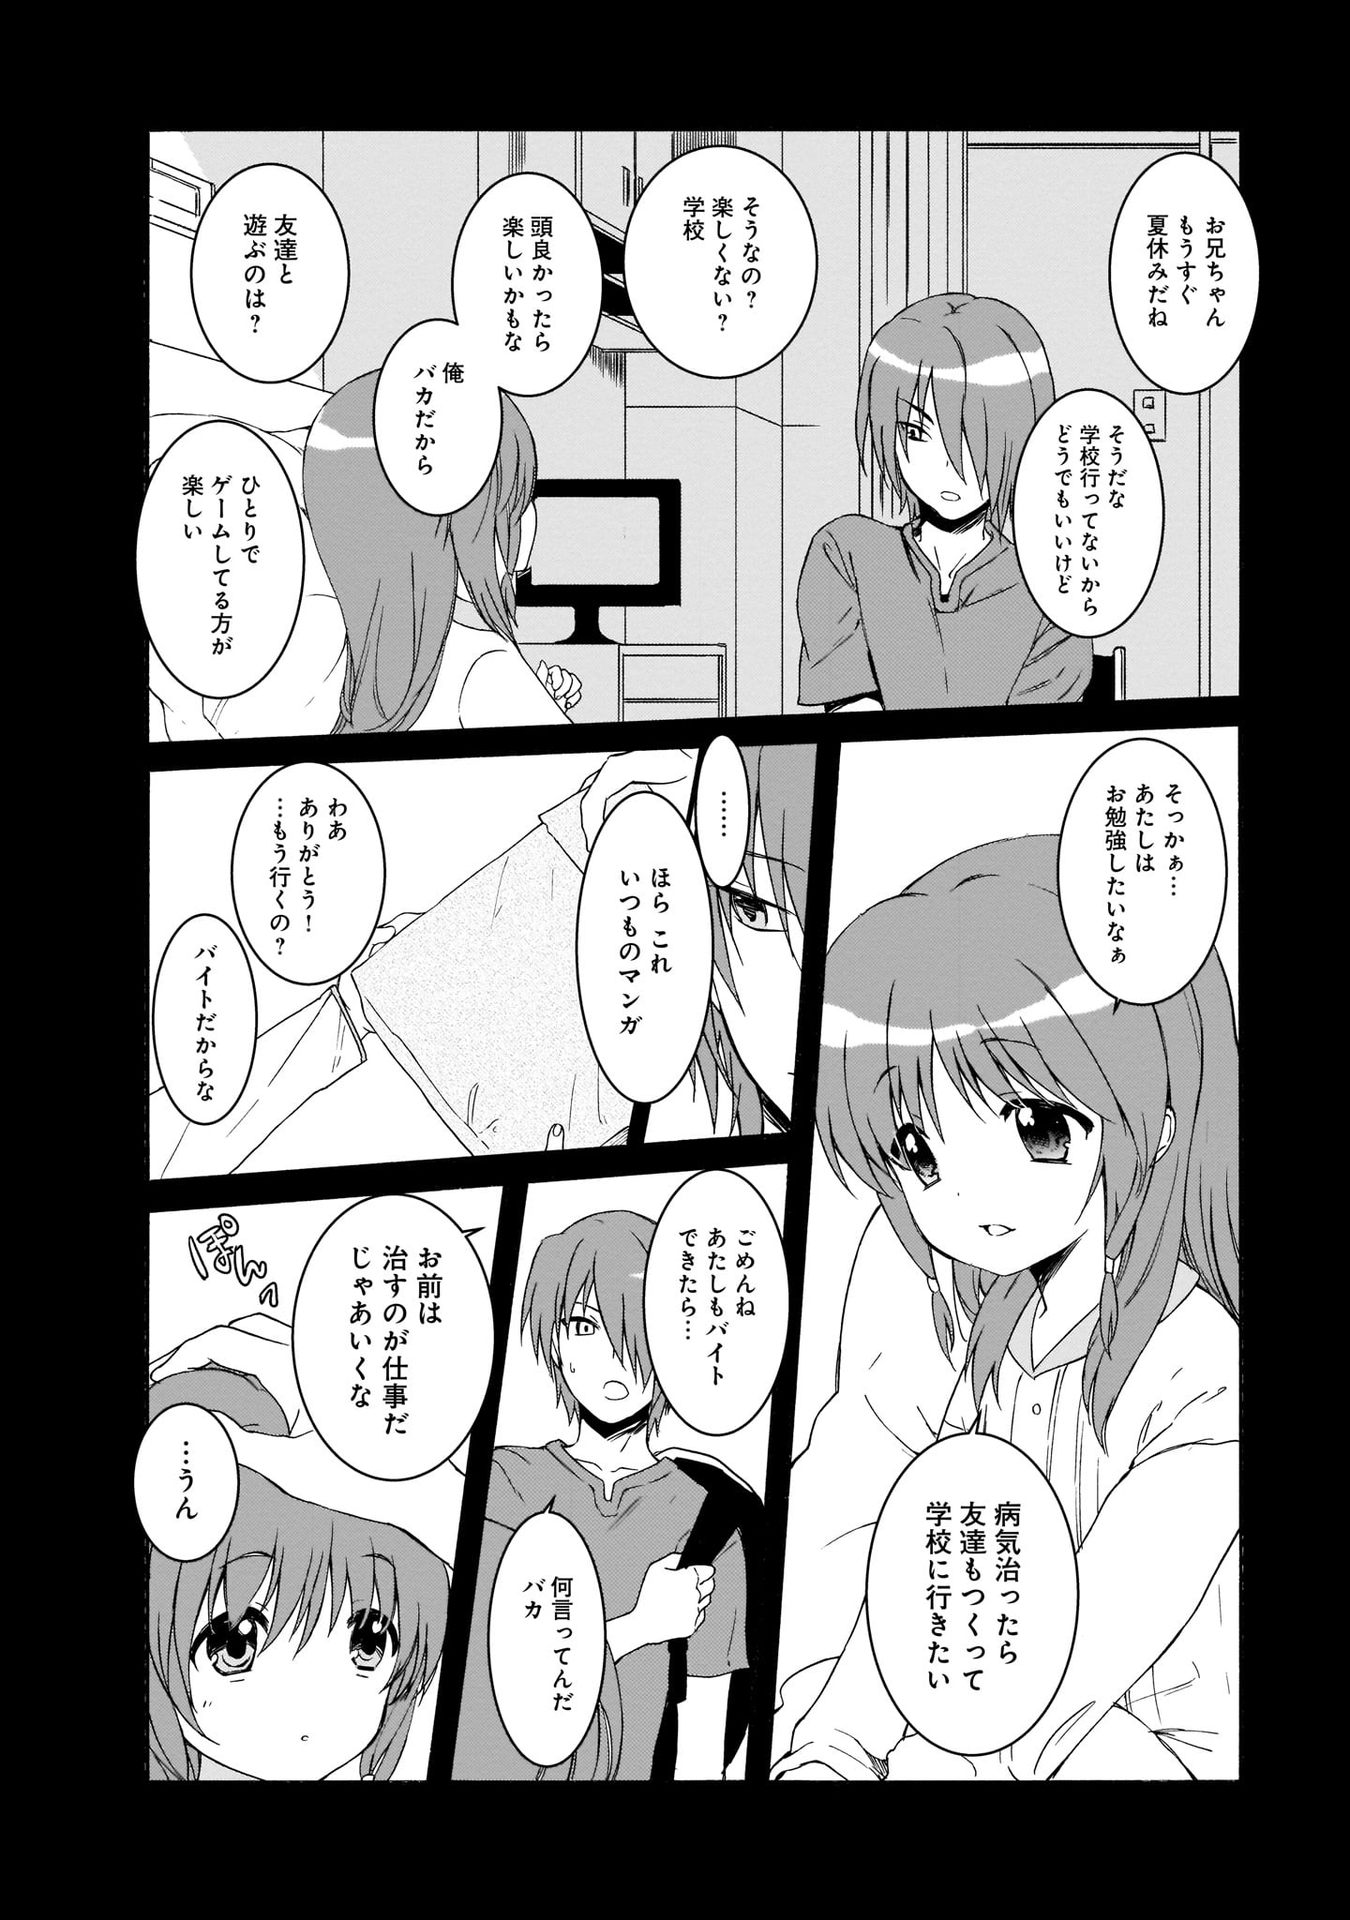 お兄ちゃん
もうすぐ
夏休みだね
そうだな
学校行ってないから
どうでもいいけど
そうなの？
楽しくない？
学校
頭良かったら
楽しいかもな
俺
バカだから
友達と
遊ぶのは？
ひとりで
ゲームしてる方が
楽しい
そっかぁ…
あたしは
お勉強したいなぁ
病気治ったら
友達もつくって
学校に行きたい
……
ほら これ
いつものマンガ
わあ
ありがとう！
…もう行くの？
バイトだからな
ごめんね
あたしもバイト
できたら…
何言ってんだ
バカ
お前は
治すのが仕事だ
じゃあいくな
ぽんっ
…うん